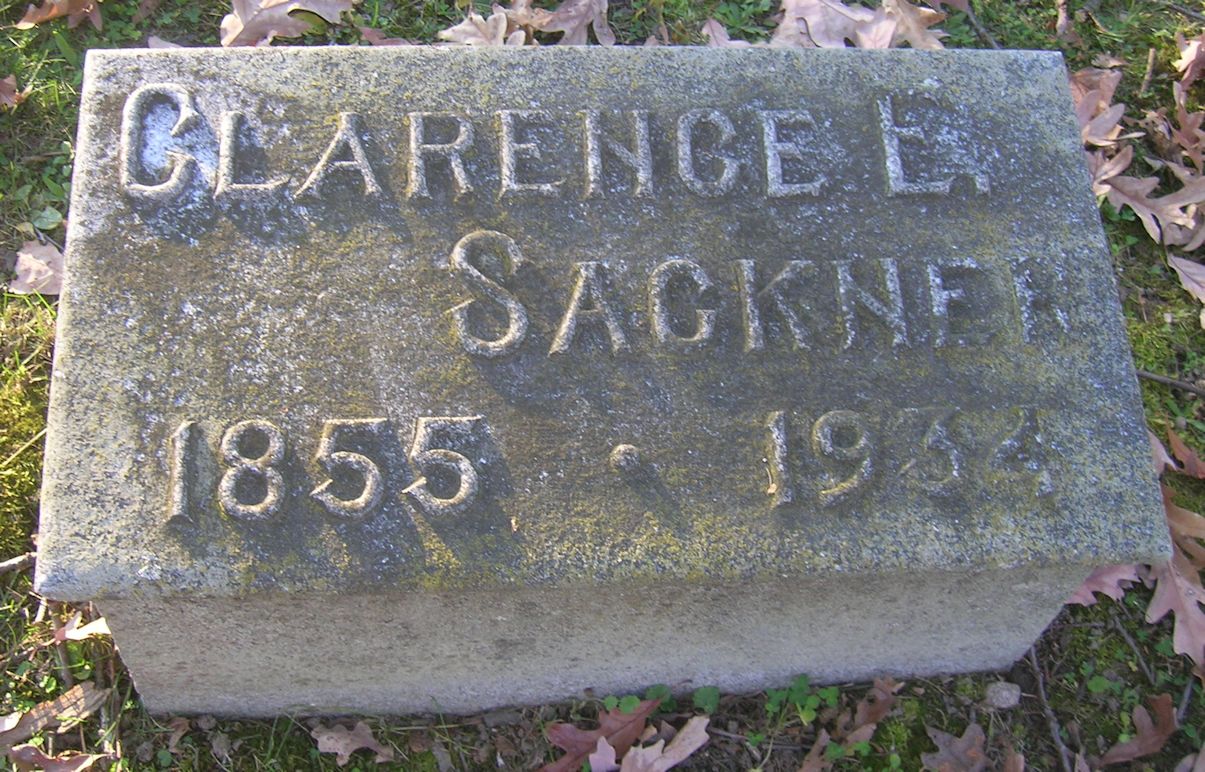 CLARENCE E.
SACKNER
1855 · 1934